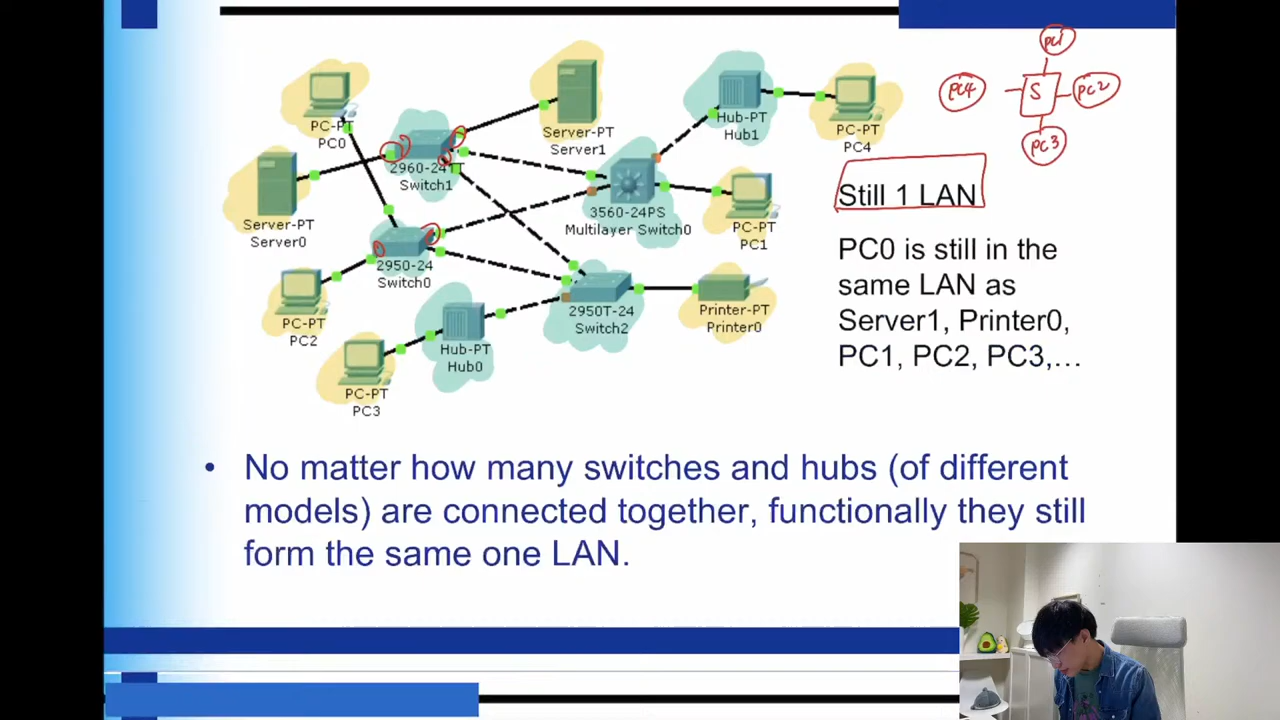 PC-PT
PC0
Server-PT
Server0
2960-24TT
Switch1
Server-PT
Server1
Hub-PT
Hub1
PC-PT
PC4
3560-24PS
Multilayer Switch0
PC-PT
PC1
2950-24
Switch0
PC-PT
PC2
Hub-PT
Hub0
2950T-24
Switch2
Printer-PT
Printer0
PC-PT
PC3
PC1
PC4
S
PC2
PC3
Still 1 LAN
PC0 is still in the
same LAN as
Server1, Printer0,
PC1, PC2, PC3,…
• No matter how many switches and hubs (of different
models) are connected together, functionally they still
form the same one LAN.